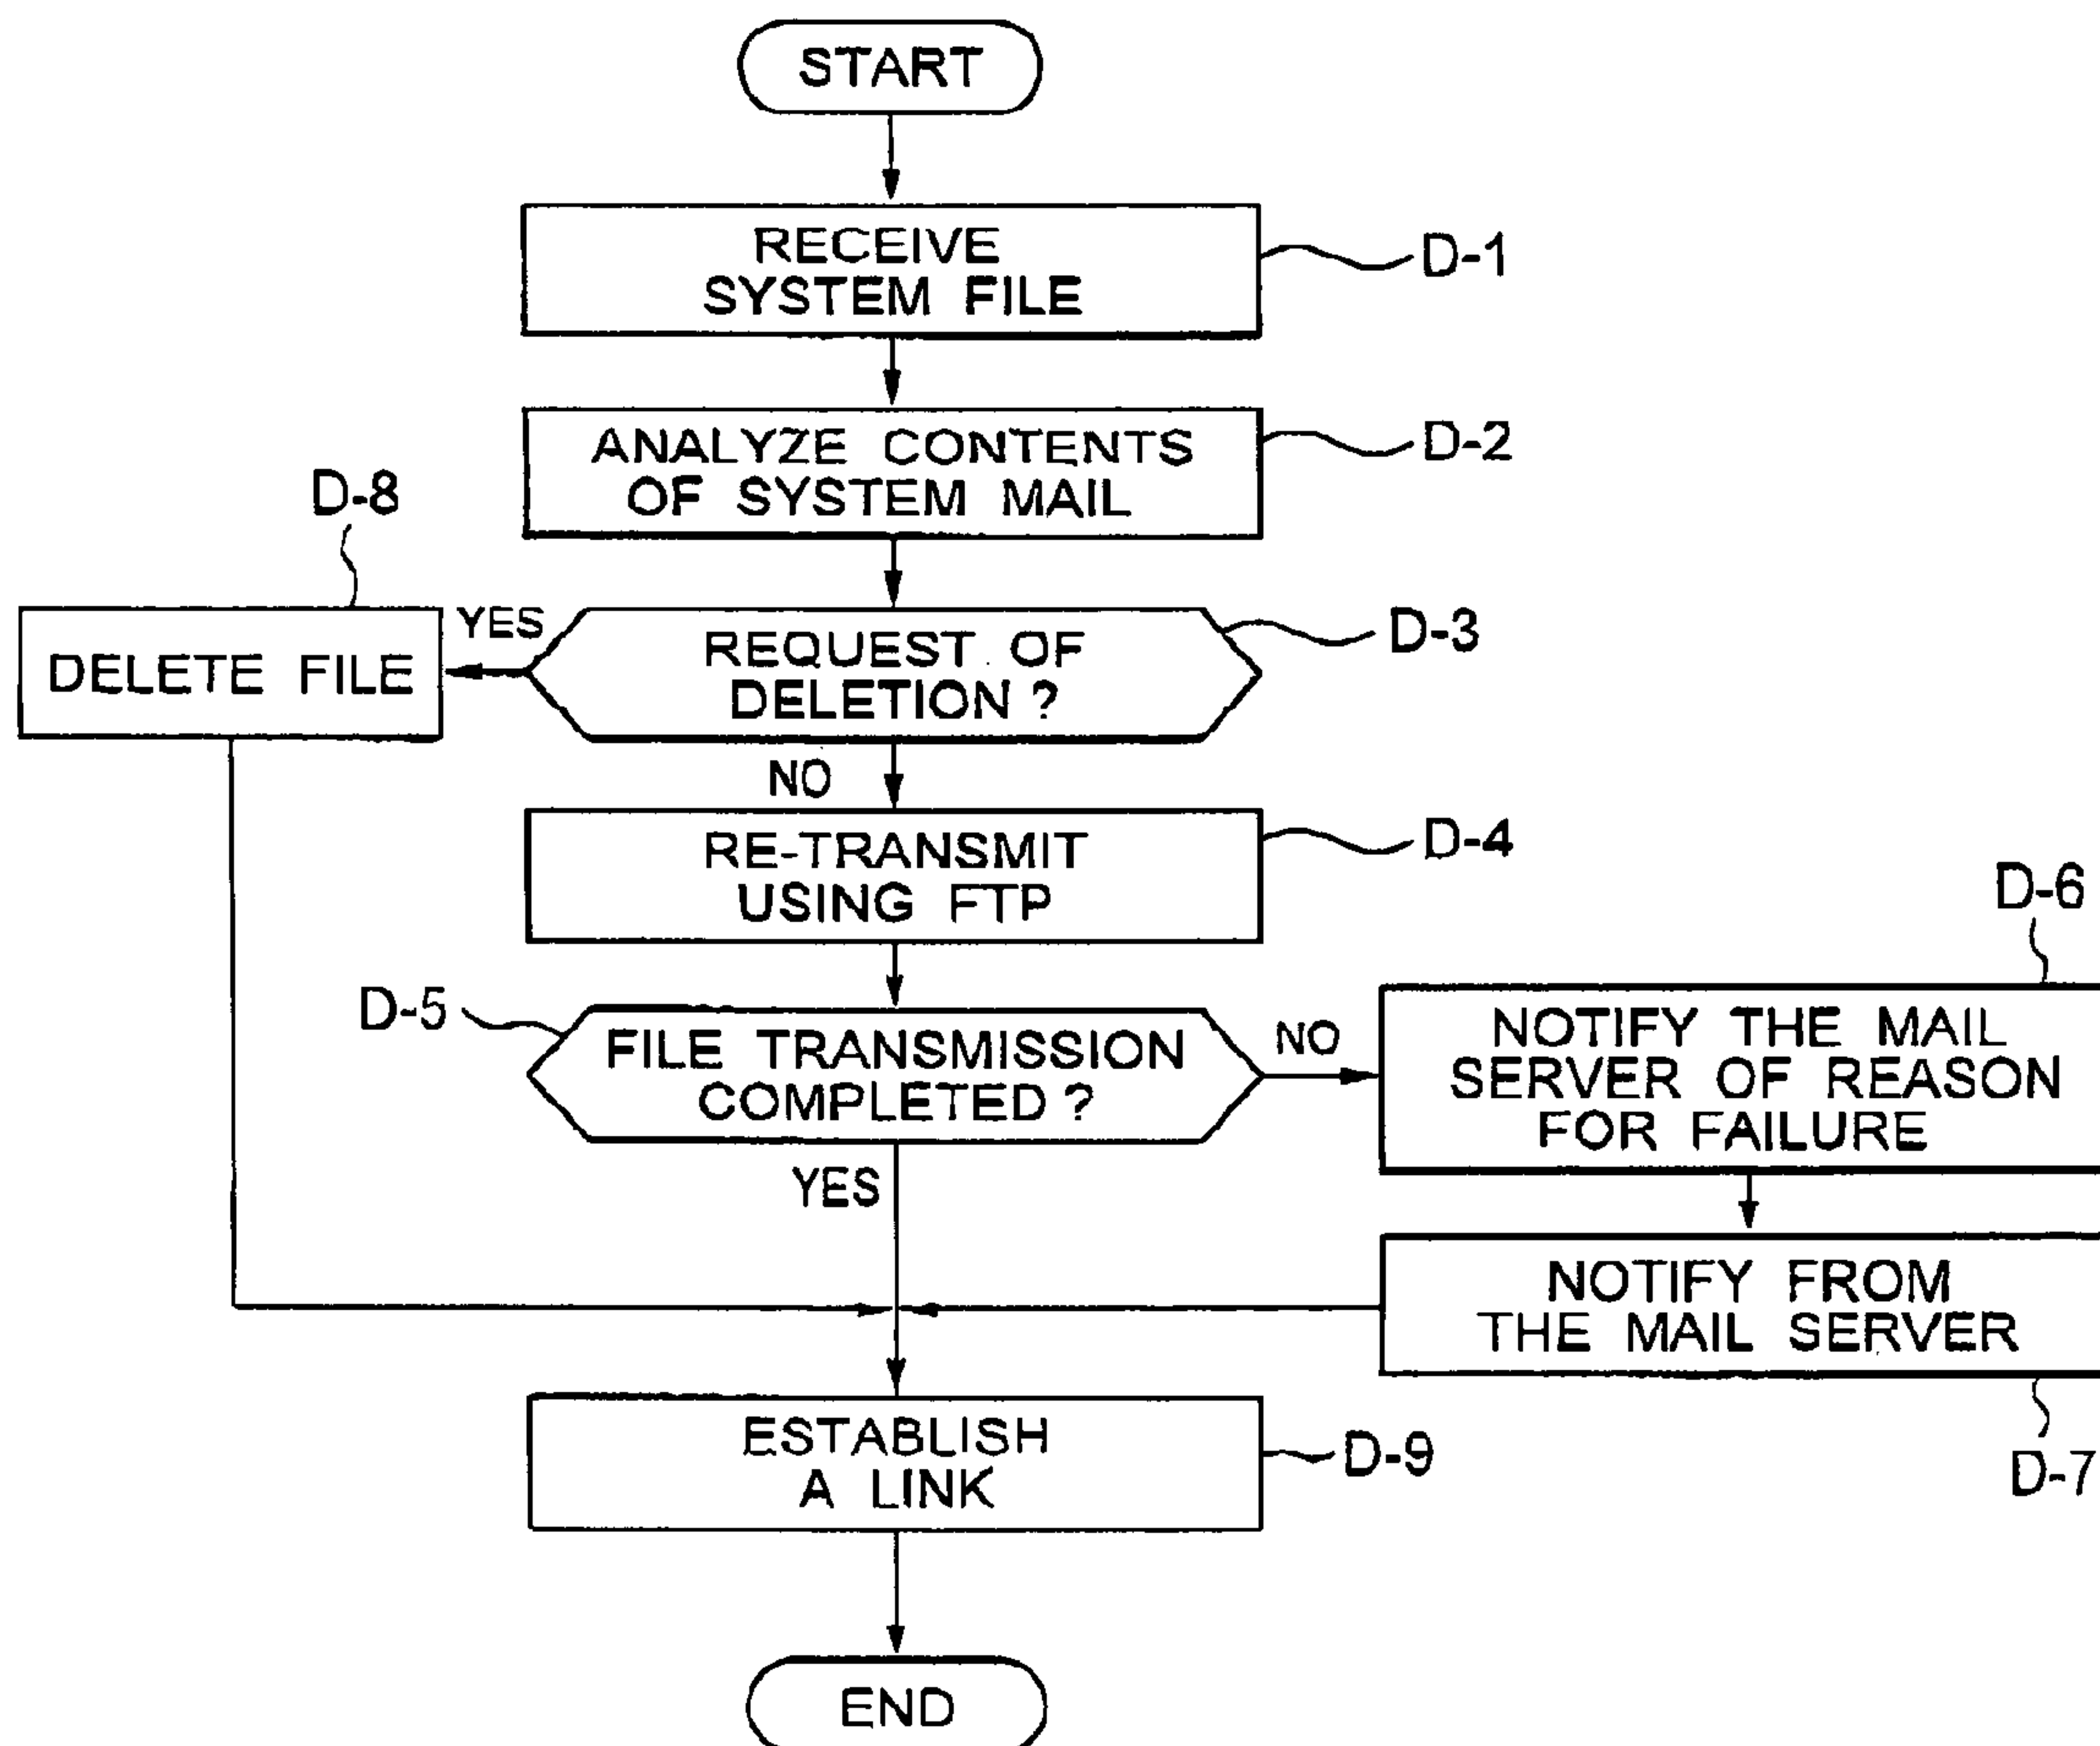 START
RECEIVE
SYSTEM FILE
D-1
ANALYZE CONTENTS
OF SYSTEM MAIL
D-2
D-8
DELETE FILE
YES
REQUEST OF
DELETION ?
D-3
NO
RE-TRANSMIT
USING FTP
D-4
D-5
FILE TRANSMISSION
COMPLETED ?
NO
D-6
NOTIFY THE MAIL
SERVER OF REASON
FOR FAILURE
YES
NOTIFY FROM
THE MAIL SERVER
D-7
ESTABLISH
A LINK
D-9
END